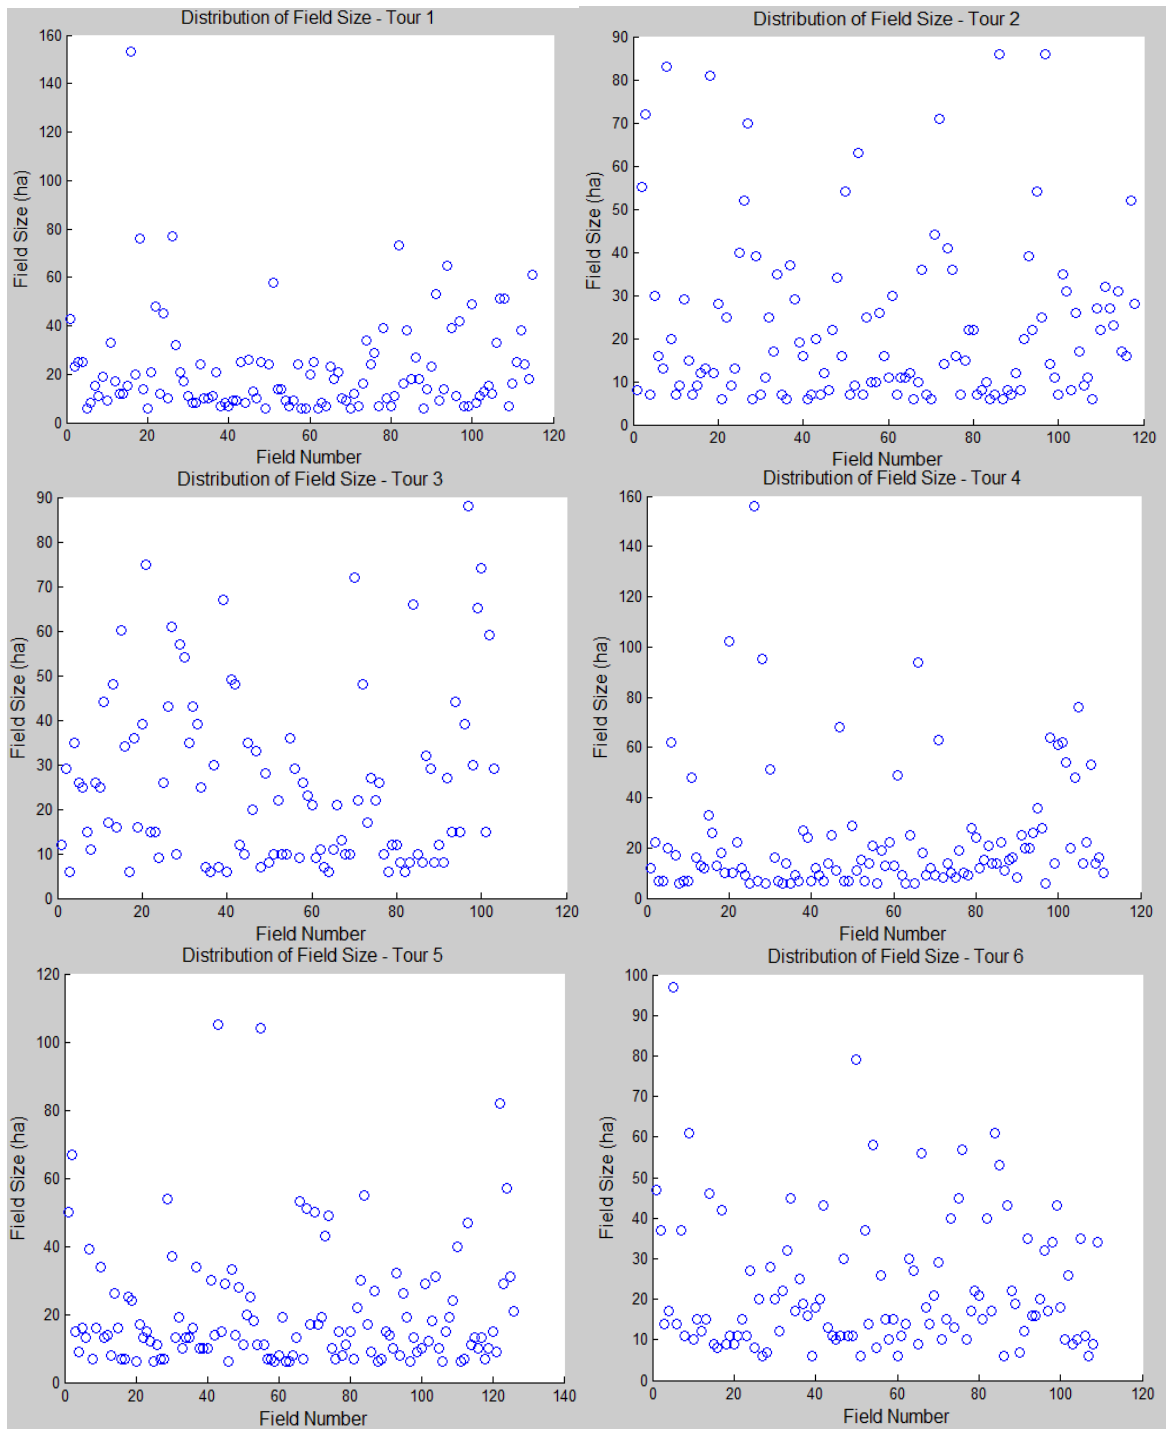 Distribution of Field Size - Tour 1
160
140
120
100
80
60
40
20
0
Field Size (ha)
0 20 40 60 80 100 120
Field Number
Distribution of Field Size - Tour 2
90
80
70
60
50
40
30
20
10
0
Field Size (ha)
0 20 40 60 80 100 120
Field Number
Distribution of Field Size - Tour 3
90
80
70
60
50
40
30
20
10
0
Field Size (ha)
0 20 40 60 80 100 120
Field Number
Distribution of Field Size - Tour 4
160
140
120
100
80
60
40
20
0
Field Size (ha)
0 20 40 60 80 100 120
Field Number
Distribution of Field Size - Tour 5
120
100
80
60
40
20
0
Field Size (ha)
0 20 40 60 80 100 120 140
Field Number
Distribution of Field Size - Tour 6
100
90
80
70
60
50
40
30
20
10
0
Field Size (ha)
0 20 40 60 80 100 120
Field Number